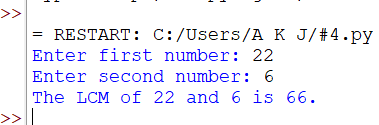 >>
= RESTART: C:/Users/A K J/#4.py
Enter first number: 22
Enter second number: 6
The LCM of 22 and 6 is 66.
>>